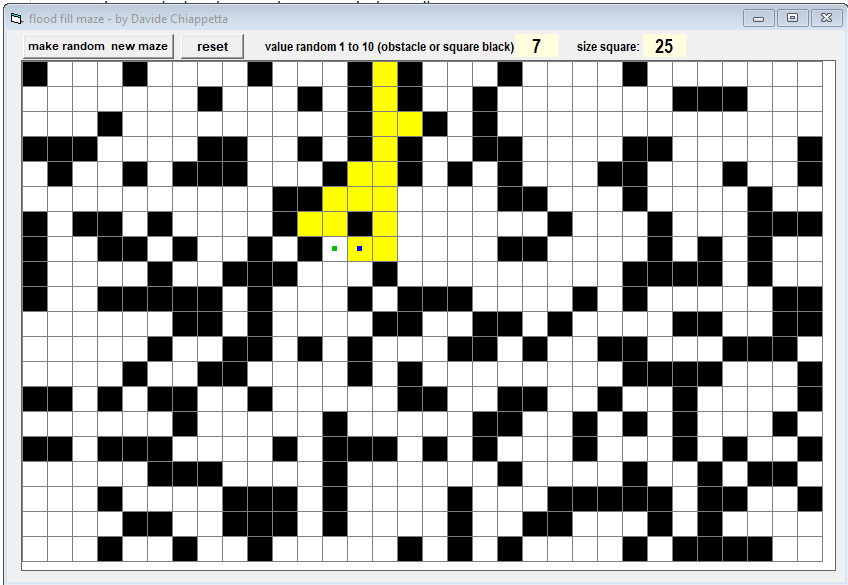 flood fill maze - by Davide Chiappetta
make random  new maze reset value random 1 to 10 (obstacle or square black) 7 size square: 25